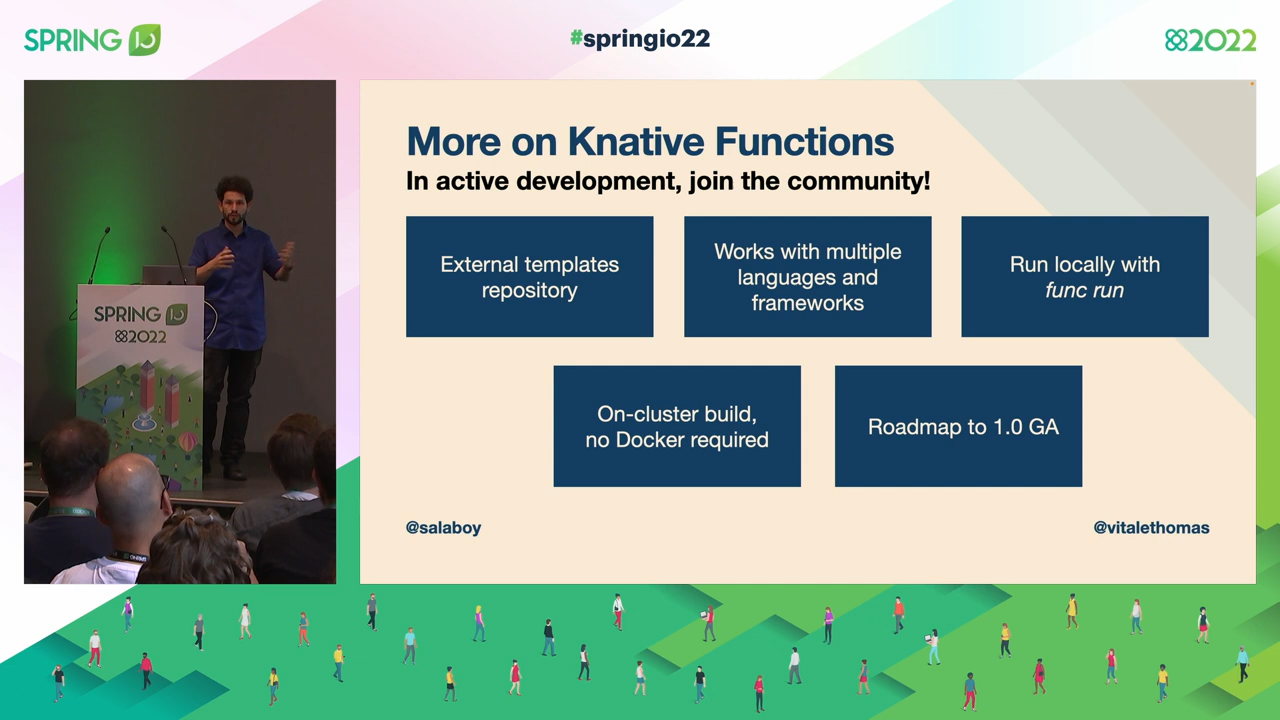 SPRING IO
#springio22
2022
More on Knative Functions
In active development, join the community!
External templates
repository
Works with multiple
languages and
frameworks
Run locally with
func run
On-cluster build,
no Docker required
Roadmap to 1.0 GA
@salaboy
@vitalethomas
SPRING IO
2022